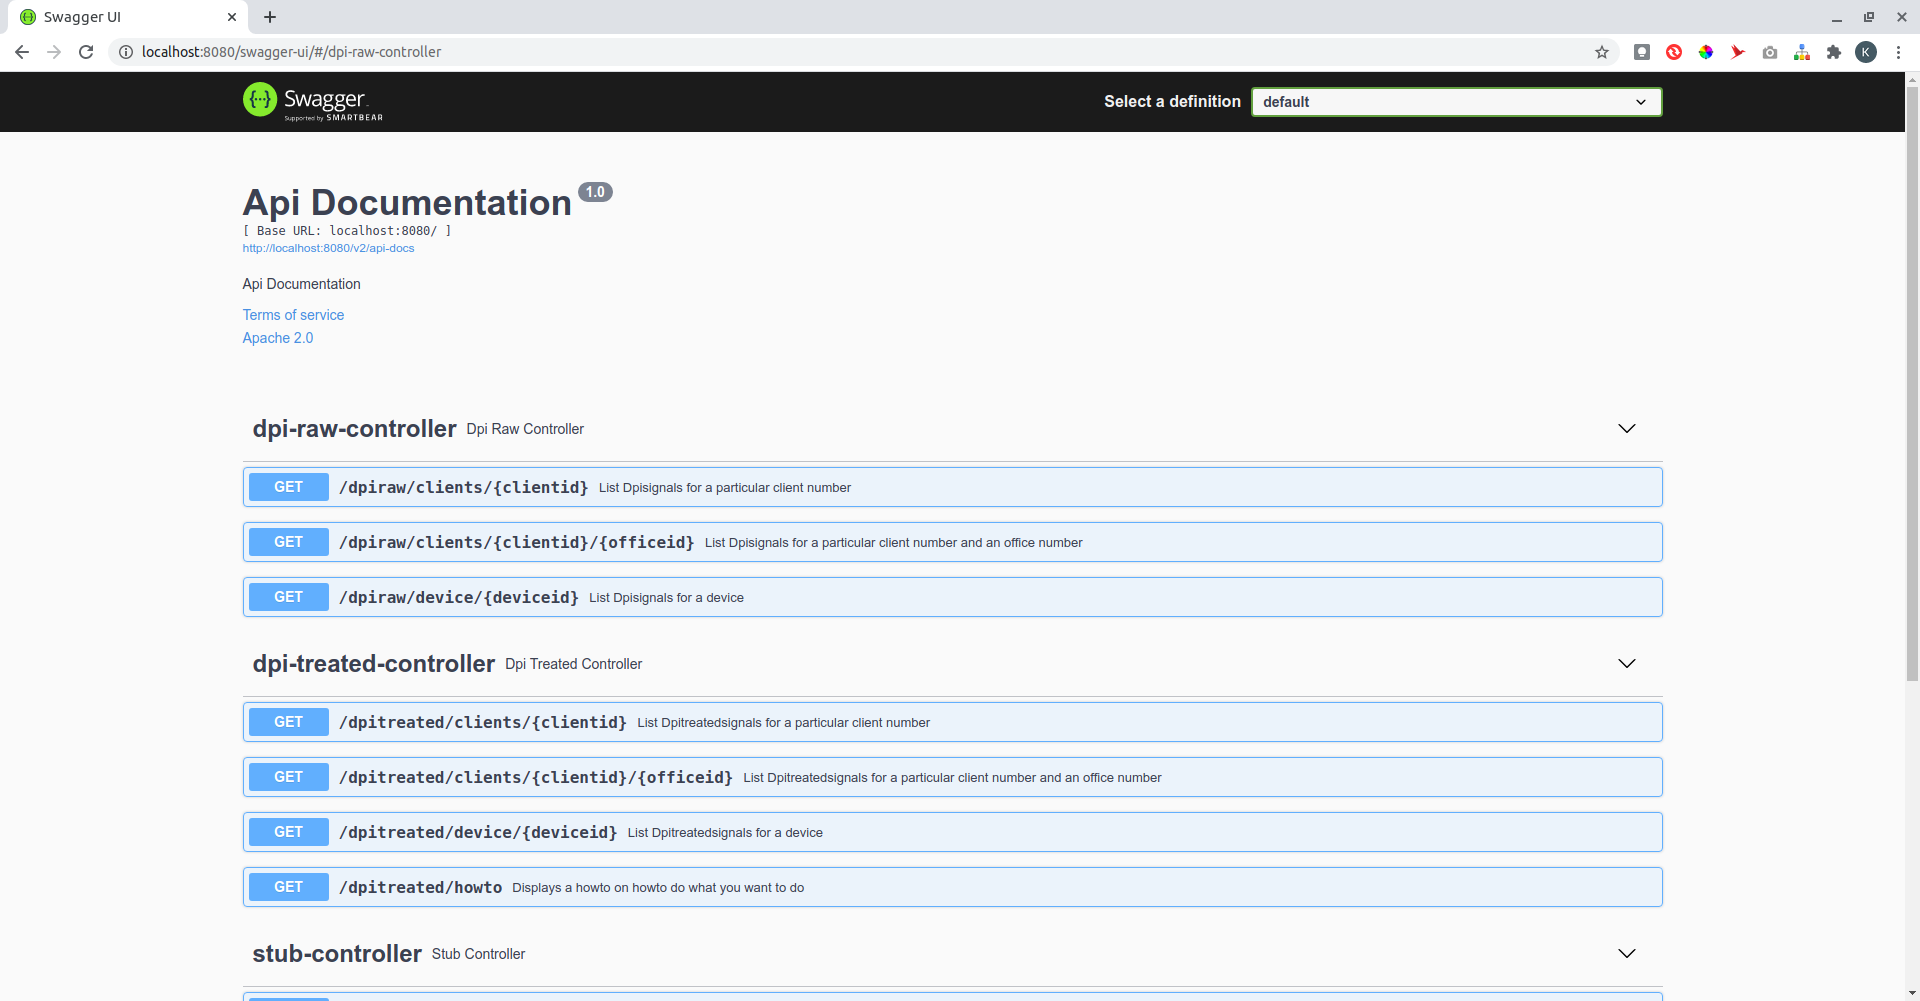 Swagger UI
localhost:8080/swagger-ui/#/dpi-raw-controller
K
Swagger
Supported by SMARTBEAR
Select a definition
default
Api Documentation 1.0
[ Base URL: localhost:8080/ ]
http://localhost:8080/v2/api-docs
Api Documentation
Terms of service
Apache 2.0
dpi-raw-controller Dpi Raw Controller
GET /dpiraw/clients/{clientid} List Dpisignals for a particular client number
GET /dpiraw/clients/{clientid}/{officeid} List Dpisignals for a particular client number and an office number
GET /dpiraw/device/{deviceid} List Dpisignals for a device
dpi-treated-controller Dpi Treated Controller
GET /dpitreated/clients/{clientid} List Dpitreatedsignals for a particular client number
GET /dpitreated/clients/{clientid}/{officeid} List Dpitreatedsignals for a particular client number and an office number
GET /dpitreated/device/{deviceid} List Dpitreatedsignals for a device
GET /dpitreated/howto Displays a howto on howto do what you want to do
stub-controller Stub Controller